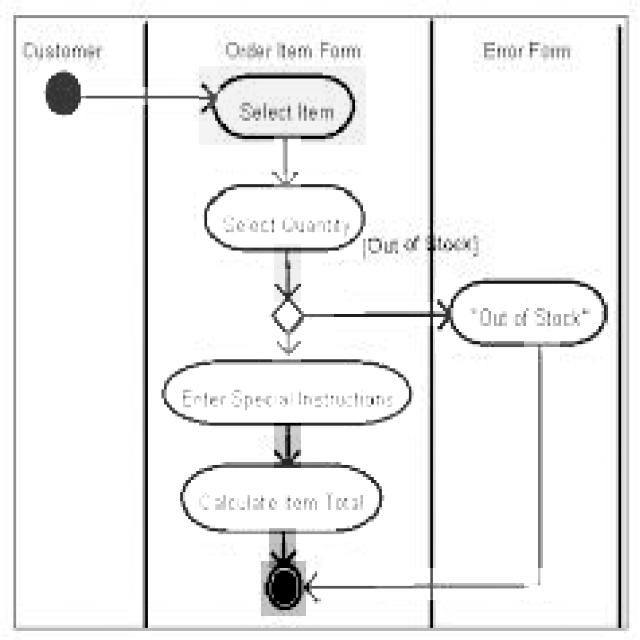 Customer
Order Item Form
Error Form
Select Item
Select Quantity
[Out of Stock]
"Out of Stock"
Enter Special Instructions
Calculate Item Total